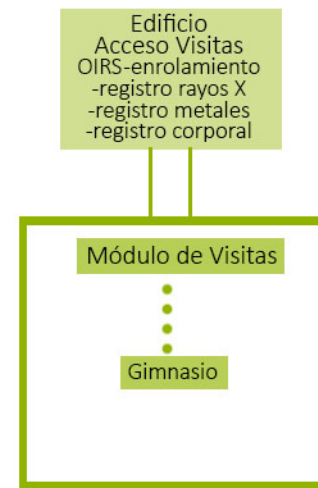 Edificio
Acceso Visitas
OIRS-enrolamiento
-registro rayos X
-registro metales
-registro corporal
Módulo de Visitas
Gimnasio